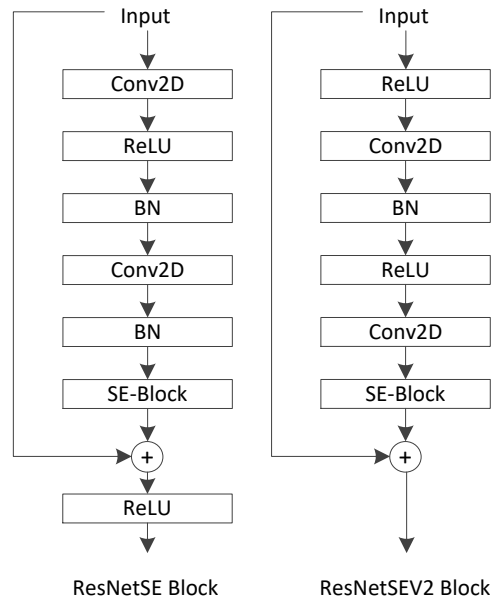 Input
Conv2D
ReLU
BN
Conv2D
BN
SE-Block
+
ReLU
ResNetSE Block
Input
ReLU
Conv2D
BN
ReLU
Conv2D
SE-Block
+
ResNetSEV2 Block